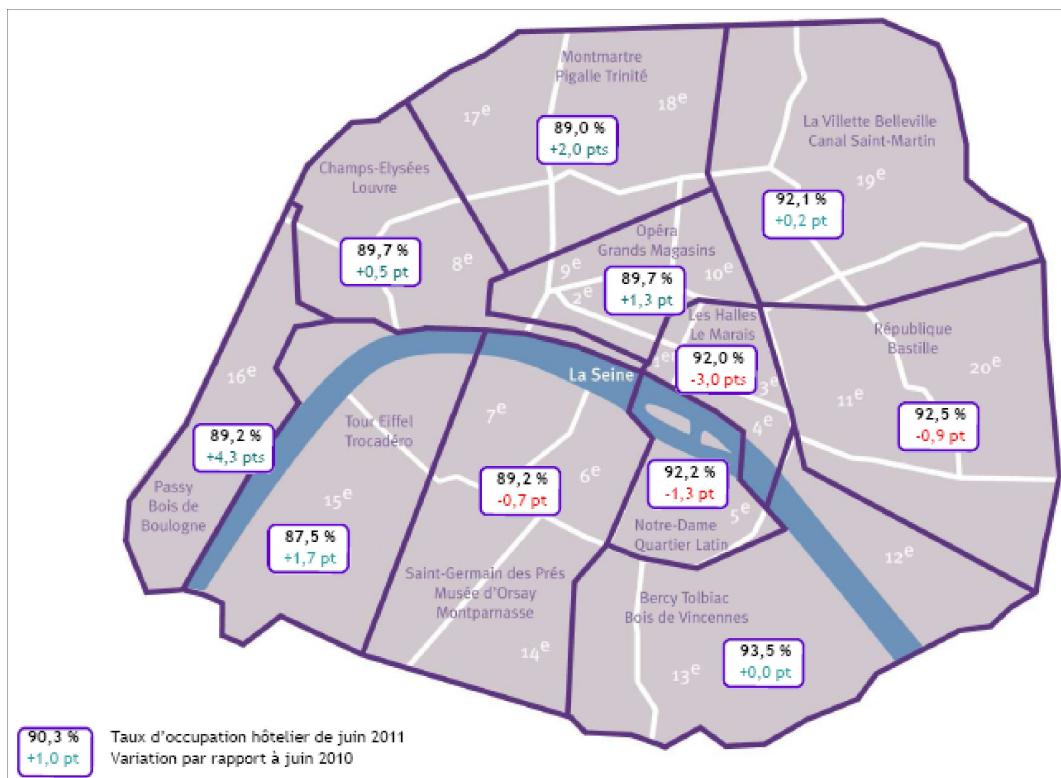 Montmartre
Pigalle Trinité
17e
18e
89,0 %
+2,0 pts
La Villette Belleville
Canal Saint-Martin
19e
92,1 %
+0,2 pt
Champs-Elysées
Louvre
89,7 %
+0,5 pt
8e
Opéra
Grands Magasins
9e
10e
2e
89,7 %
+1,3 pt
Les Halles
Le Marais
1er
92,0 %
-3,0 pts
3e
4e
République
Bastille
20e
11e
92,5 %
-0,9 pt
La Seine
16e
89,2 %
+4,3 pts
Passy
Bois de
Boulogne
Tour Eiffel
Trocadéro
15e
87,5 %
+1,7 pt
7e
6e
89,2 %
-0,7 pt
Saint-Germain des Prés
Musée d'Orsay
Montparnasse
14e
92,2 %
-1,3 pt
5e
Notre-Dame
Quartier Latin
12e
Bercy Tolbiac
Bois de Vincennes
13e
93,5 %
+0,0 pt
90,3 %
+1,0 pt
Taux d'occupation hôtelier de juin 2011
Variation par rapport à juin 2010